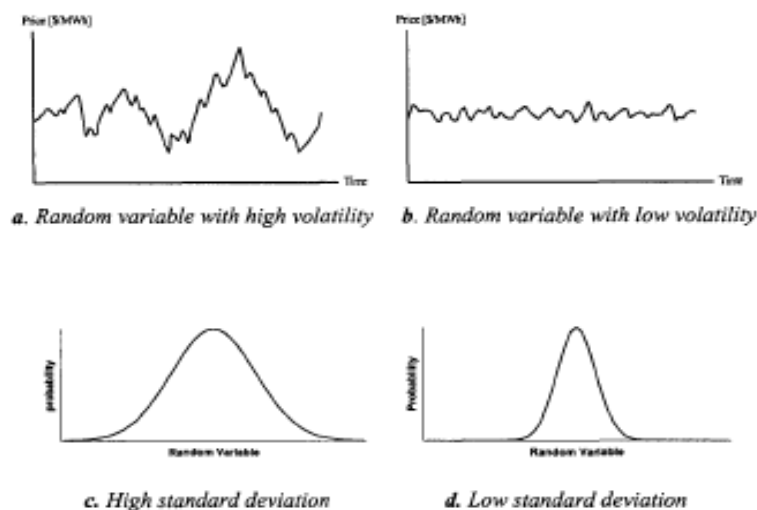 Price [$/MWh]
Price [$/MWh]
Time
Time
a. Random variable with high volatility
b. Random variable with low volatility
probability
Probability
Random Variable
Random Variable
c. High standard deviation
d. Low standard deviation